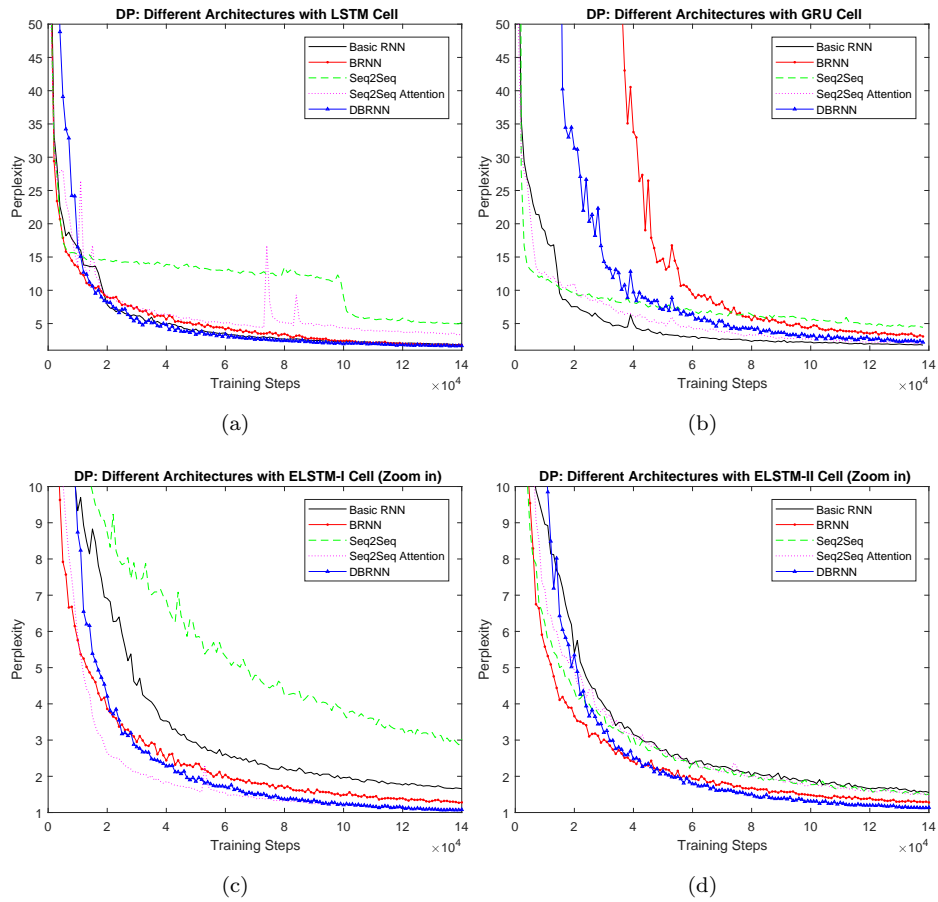 DP: Different Architectures with LSTM Cell
50
45
40
35
30
25
20
15
10
5
Perplexity
Basic RNN
BRNN
Seq2Seq
Seq2Seq Attention
DBRNN
0 2 4 6 8 10 12 14
Training Steps
×10^4
(a)
DP: Different Architectures with GRU Cell
50
45
40
35
30
25
20
15
10
5
Perplexity
Basic RNN
BRNN
Seq2Seq
Seq2Seq Attention
DBRNN
0 2 4 6 8 10 12 14
Training Steps
×10^4
(b)
DP: Different Architectures with ELSTM-I Cell (Zoom in)
10
9
8
7
6
5
4
3
2
1
Perplexity
Basic RNN
BRNN
Seq2Seq
Seq2Seq Attention
DBRNN
0 2 4 6 8 10 12 14
Training Steps
×10^4
(c)
DP: Different Architectures with ELSTM-II Cell (Zoom in)
10
9
8
7
6
5
4
3
2
1
Perplexity
Basic RNN
BRNN
Seq2Seq
Seq2Seq Attention
DBRNN
0 2 4 6 8 10 12 14
Training Steps
×10^4
(d)